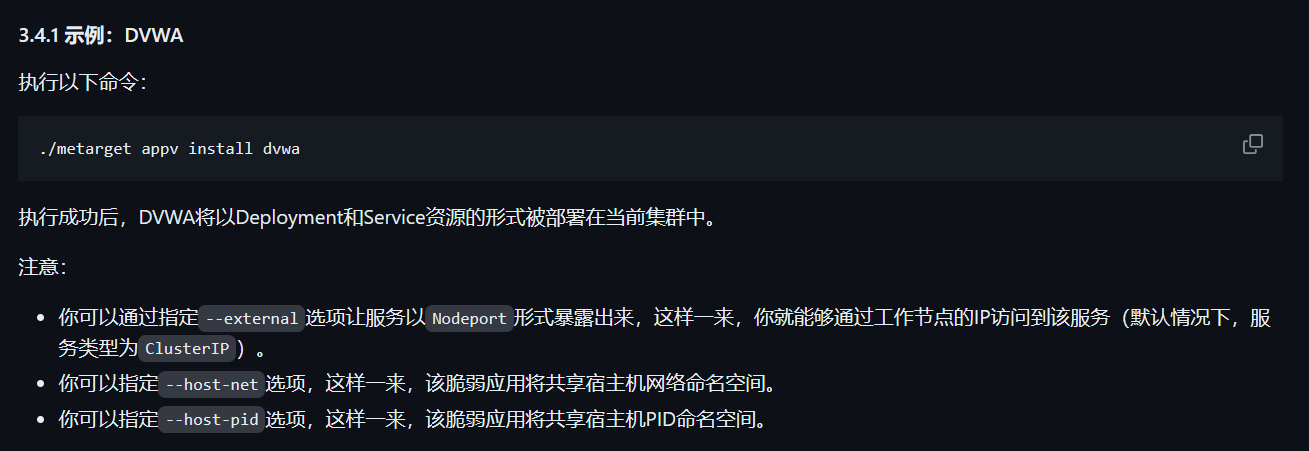 3.4.1 示例：DVWA
执行以下命令：
./metarget appv install dvwa
执行成功后，DVWA将以Deployment和Service资源的形式被部署在当前集群中。
注意：
你可以通过指定--external选项让服务以Nodeport形式暴露出来，这样一来，你就能够通过工作节点的IP访问到该服务（默认情况下，服
务类型为ClusterIP）。
你可以指定--host-net选项，这样一来，该脆弱应用将共享宿主机网络命名空间。
你可以指定--host-pid选项，这样一来，该脆弱应用将共享宿主机PID命名空间。